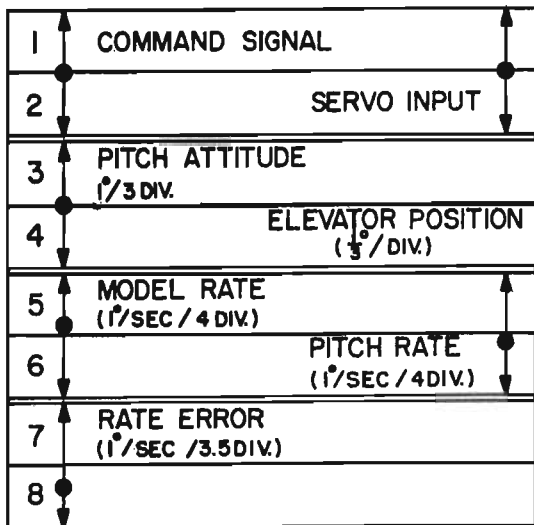 1 COMMAND SIGNAL
2 SERVO INPUT
3 PITCH ATTITUDE
1°/3 DIV.
4 ELEVATOR POSITION
(1/3°/DIV.)
5 MODEL RATE
(1°/SEC/4 DIV.)
6 PITCH RATE
(1°/SEC/4DIV.)
7 RATE ERROR
(1°/SEC/3.5DIV.)
8